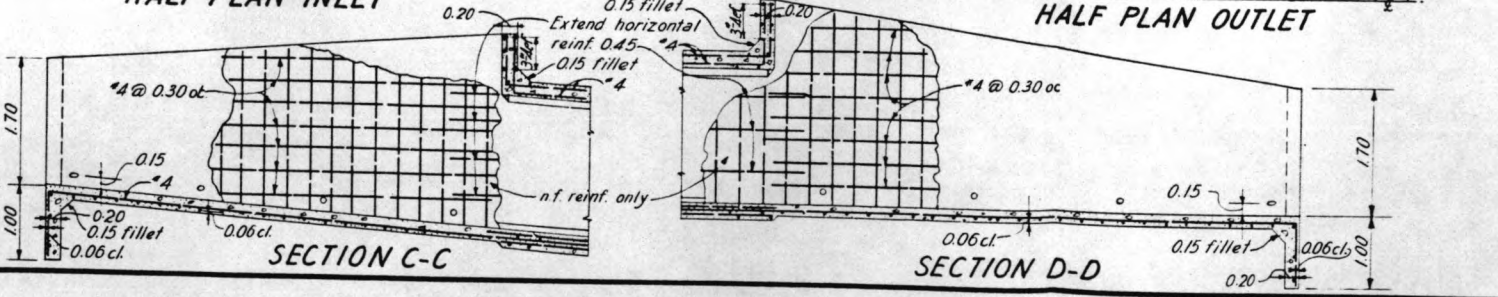 HALF PLAN INLET
0.20
Extend horizontal
reinf. 0.45
0.15 fillet
#4
0.15 fillet
#4
0.20
HALF PLAN OUTLET
#4 @ 0.30 oc
#4 @ 0.30 oc
1.70
1.00
0.15
#4
0.20
0.15 fillet
0.06 cl.
0.06 cl.
SECTION C-C
n.f. reinf. only
0.06 cl.
SECTION D-D
0.15
0.15 fillet
0.06 cl.
0.20
1.70
1.00